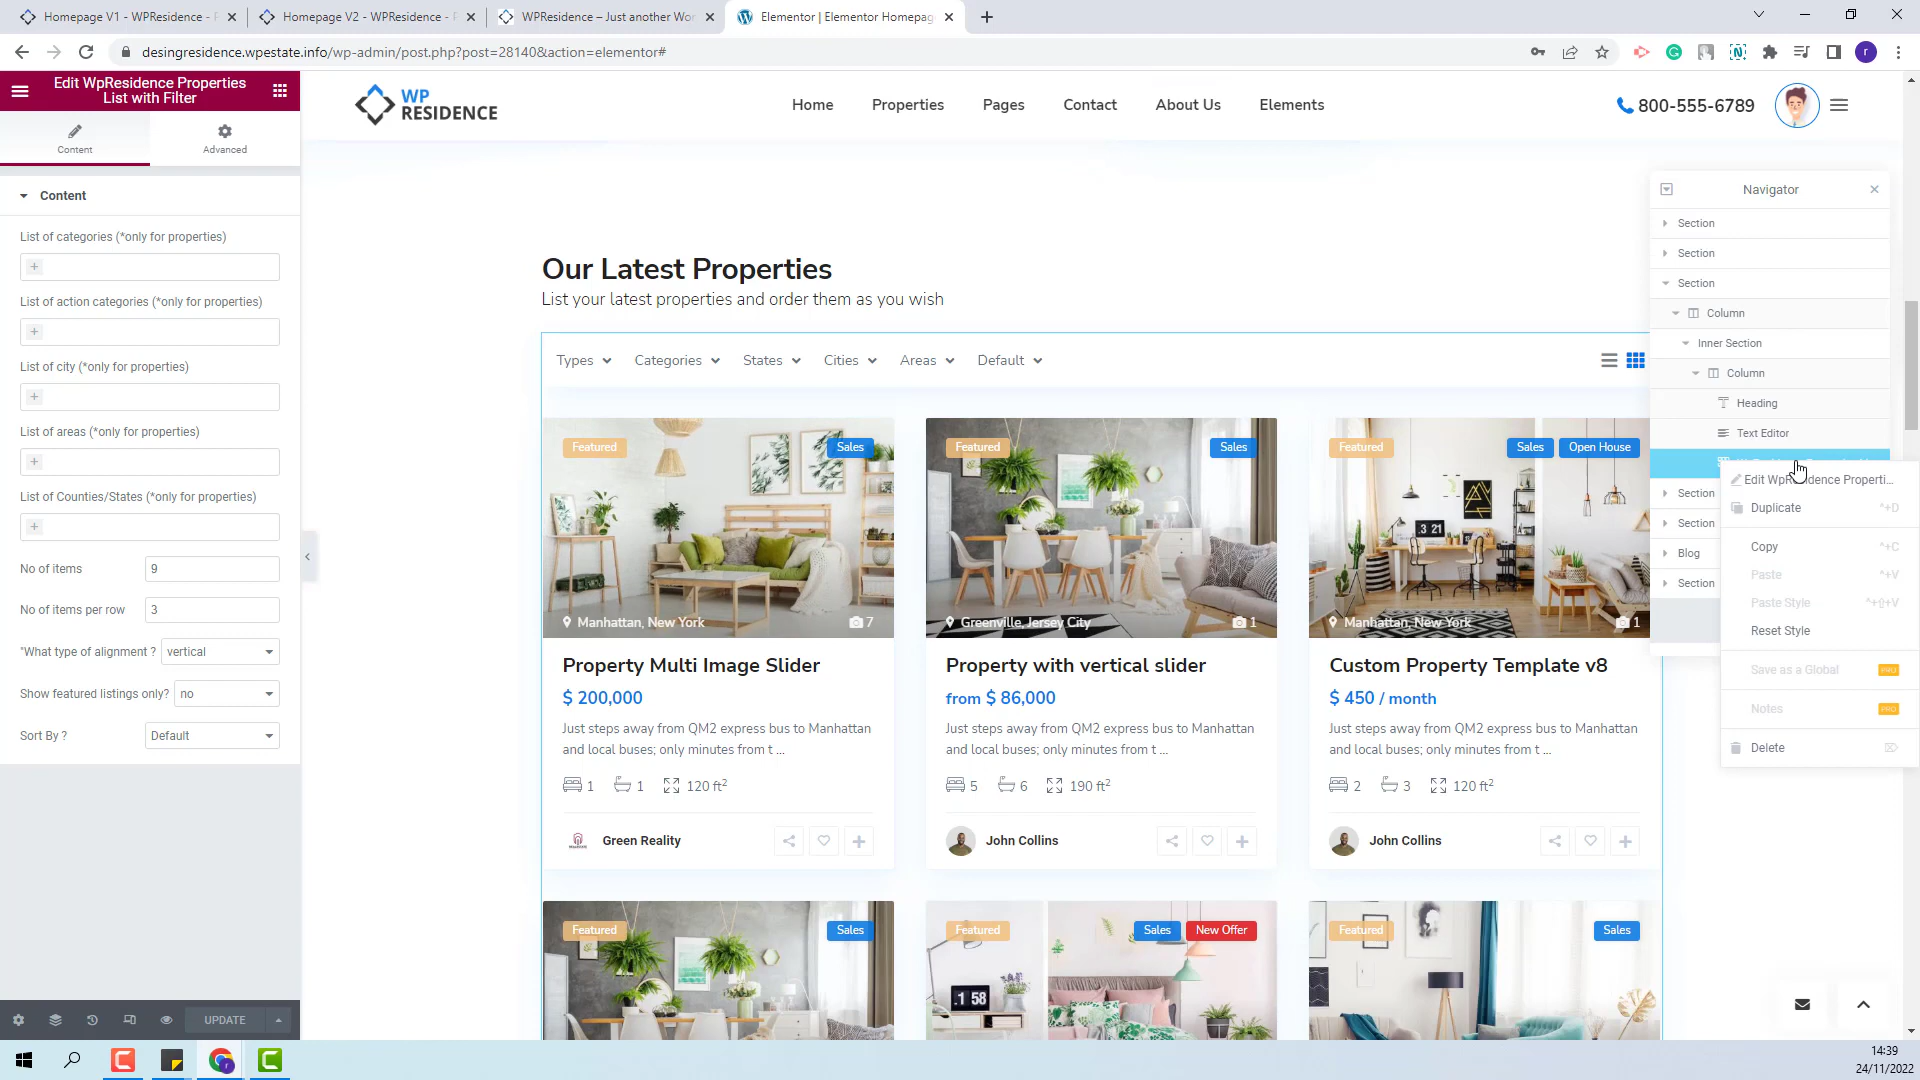 Homepage V1 - WPResidence - F
Homepage V2 - WPResidence - F
WPResidence – Just another Wor
Elementor | Elementor Homepag
desingresidence.wpestate.info/wp-admin/post.php?post=28140&action=elementor#
Edit WpResidence Properties
List with Filter
Content
Advanced
Content
List of categories (*only for properties)
List of action categories (*only for properties)
List of city (*only for properties)
List of areas (*only for properties)
List of Counties/States (*only for properties)
No of items
9
No of items per row
3
"What type of alignment ?
vertical
Show featured listings only?
no
Sort By ?
Default
UPDATE
WP
RESIDENCE
Home
Properties
Pages
Contact
About Us
Elements
800-555-6789
Our Latest Properties
List your latest properties and order them as you wish
Types
Categories
States
Cities
Areas
Default
Featured
Sales
Manhattan, New York
7
Property Multi Image Slider
$ 200,000
Just steps away from QM2 express bus to Manhattan
and local buses; only minutes from t ...
1
1
120 ft2
Green Reality
Featured
Sales
Greenville, Jersey City
1
Property with vertical slider
from $ 86,000
Just steps away from QM2 express bus to Manhattan
and local buses; only minutes from t ...
5
6
190 ft2
John Collins
Featured
Sales
Open House
3 21
Manhattan, New York
1
Custom Property Template v8
$ 450 / month
Just steps away from QM2 express bus to Manhattan
and local buses; only minutes from t ...
2
3
120 ft2
John Collins
Featured
Sales
Featured
Sales
New Offer
1 58
Featured
Sales
Navigator
Section
Section
Section
Column
Inner Section
Column
Heading
Text Editor
Section
Section
Blog
Section
Edit WpResidence Properti...
Duplicate
^+D
Copy
^+C
Paste
^+V
Paste Style
^+⇧+V
Reset Style
Save as a Global
PRO
Notes
PRO
Delete
14:39
24/11/2022